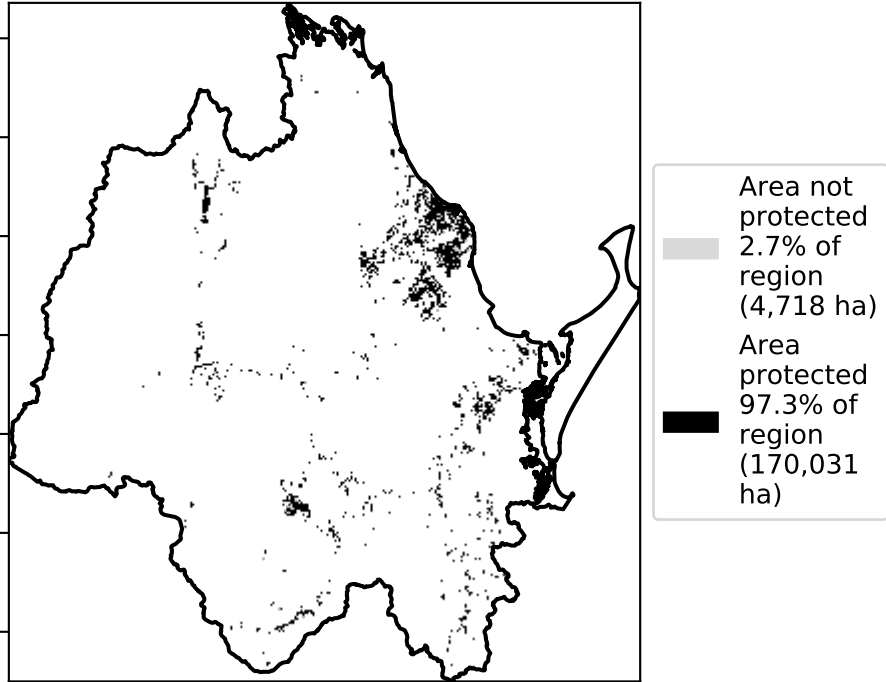 Area not
protected
2.7% of
region
(4,718 ha)
Area
protected
97.3% of
region
(170,031
ha)